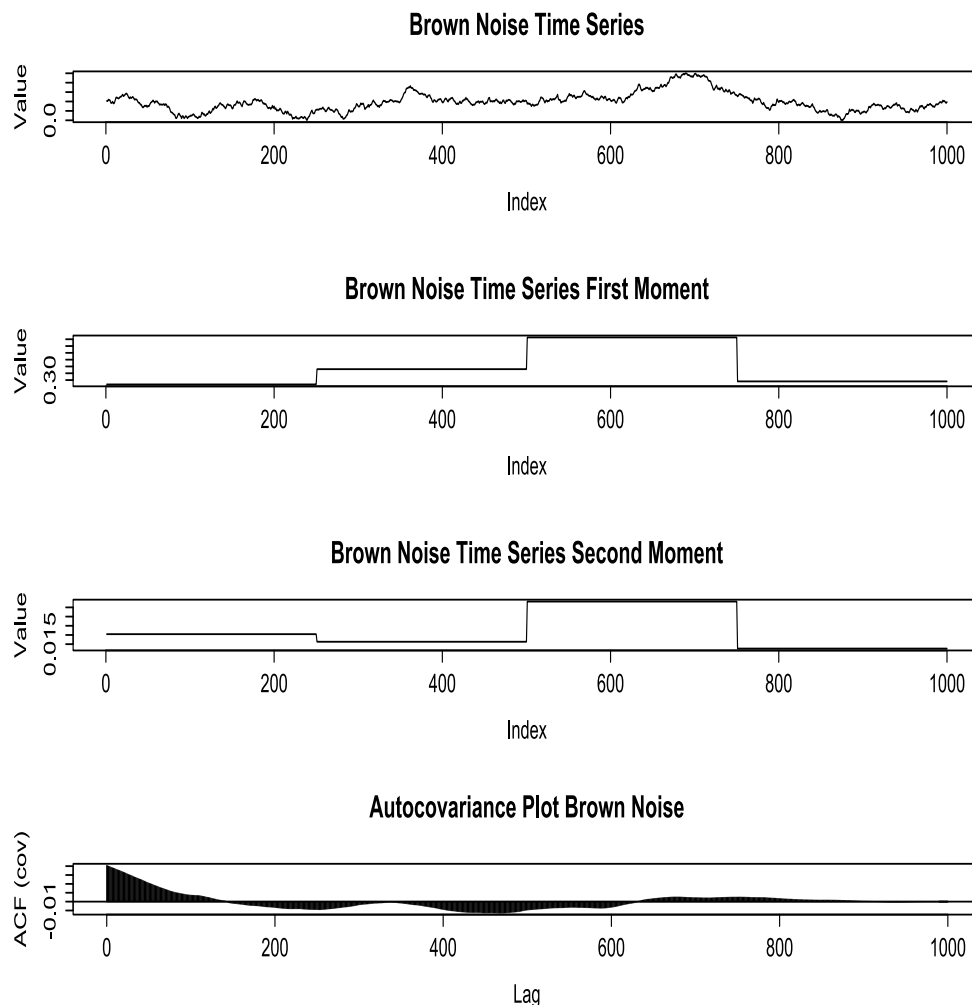 Brown Noise Time Series
Value
0.0
0 200 400 600 800 1000
Index
Brown Noise Time Series First Moment
Value
0.30
0 200 400 600 800 1000
Index
Brown Noise Time Series Second Moment
Value
0.015
0 200 400 600 800 1000
Index
Autocovariance Plot Brown Noise
ACF (cov)
-0.01
0 200 400 600 800 1000
Lag